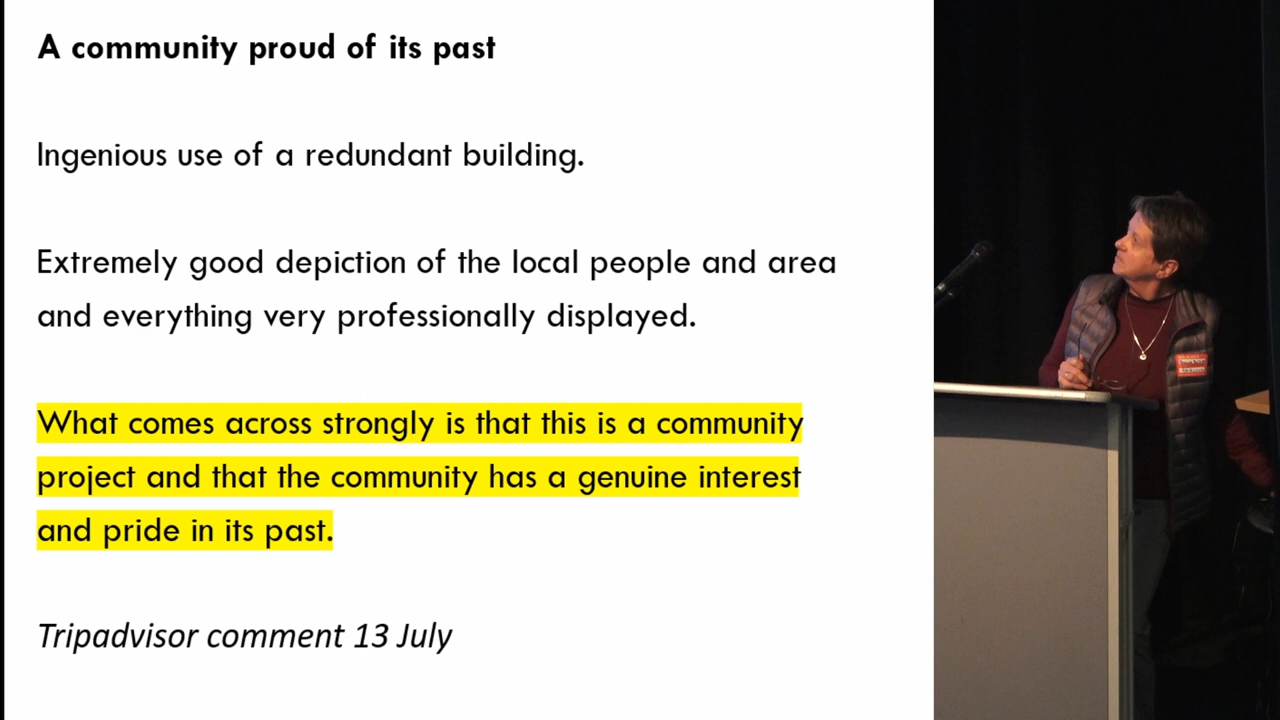 A community proud of its past
Ingenious use of a redundant building.
Extremely good depiction of the local people and area
and everything very professionally displayed.
What comes across strongly is that this is a community
project and that the community has a genuine interest
and pride in its past.
Tripadvisor comment 13 July